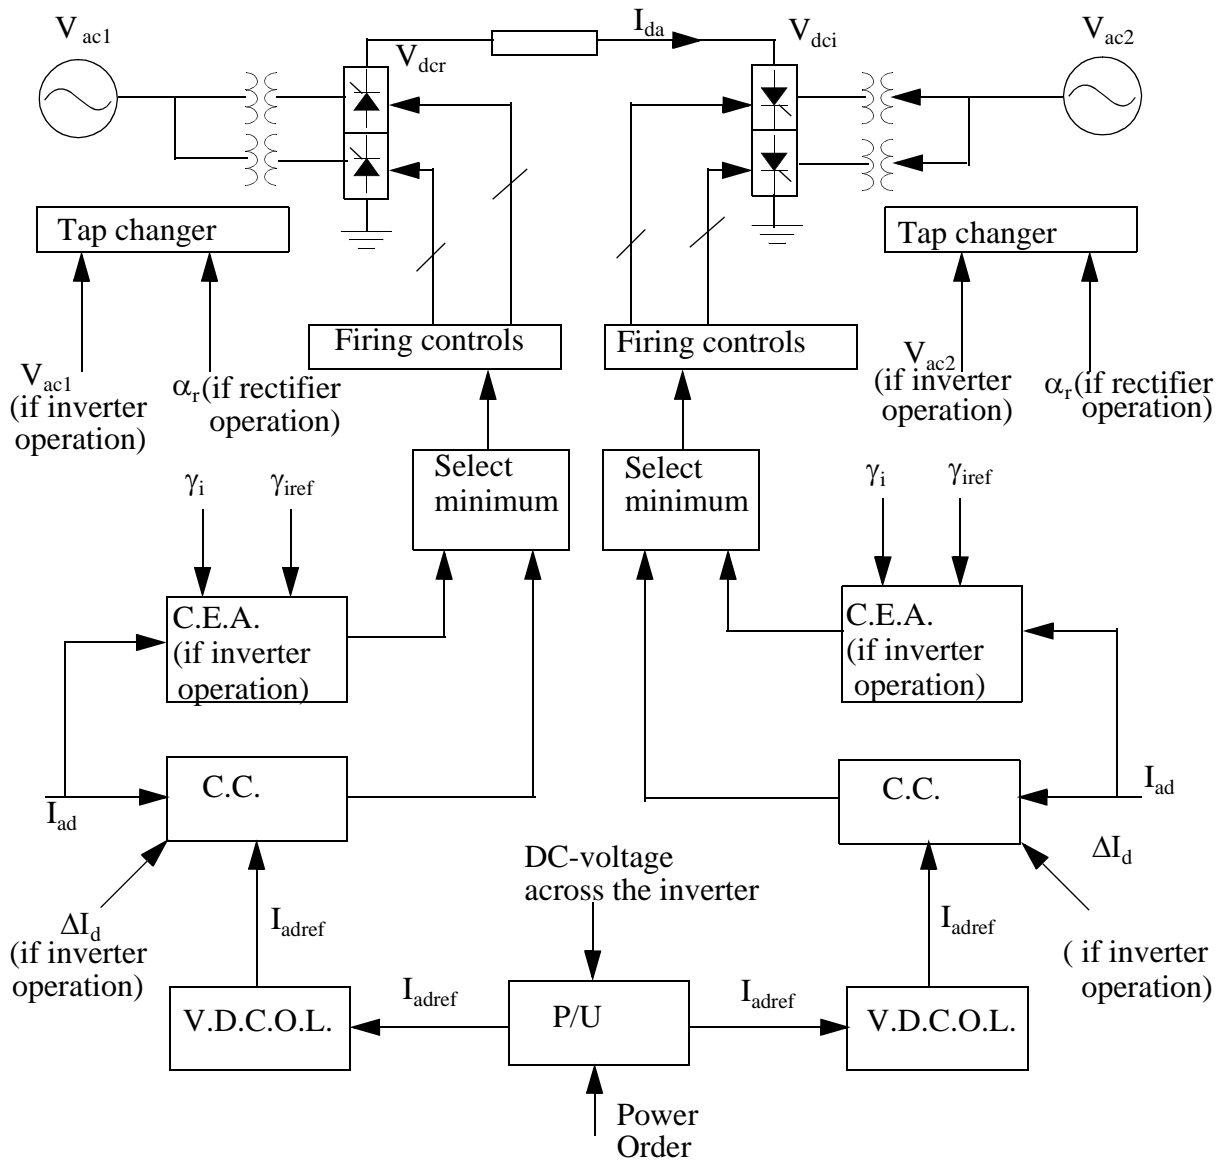 V ac1
V dcr
I da
V dci
V ac2
Tap changer
Tap changer
Firing controls
Firing controls
V ac1
(if inverter
operation)
α r (if rectifier
operation)
V ac2
(if inverter
operation)
α r (if rectifier
operation)
Select
minimum
Select
minimum
γ i
γ iref
γ i
γ iref
C.E.A.
(if inverter
operation)
C.E.A.
(if inverter
operation)
C.C.
C.C.
I ad
I ad
ΔI d
(if inverter
operation)
ΔI d
( if inverter
operation)
DC-voltage
across the inverter
I adref
I adref
I adref
I adref
V.D.C.O.L.
P/U
V.D.C.O.L.
Power
Order